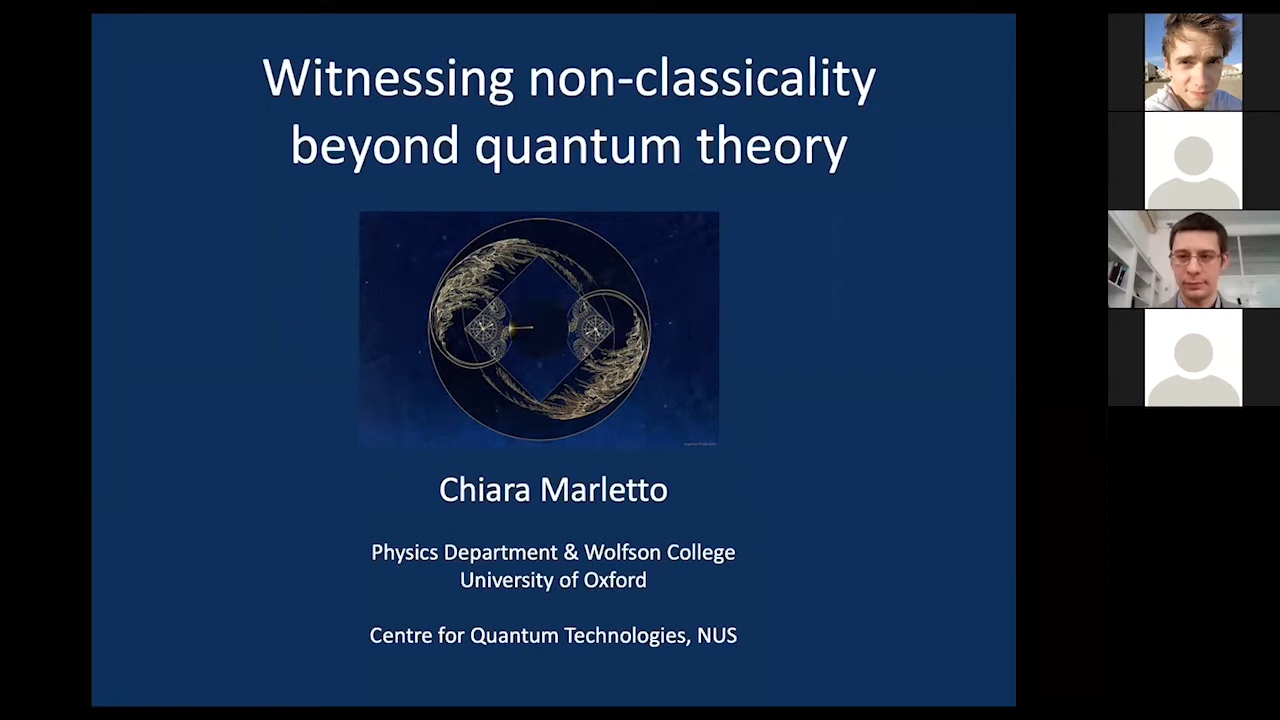 Witnessing non-classicality
beyond quantum theory
Chiara Marletto
Physics Department & Wolfson College
University of Oxford
Centre for Quantum Technologies, NUS